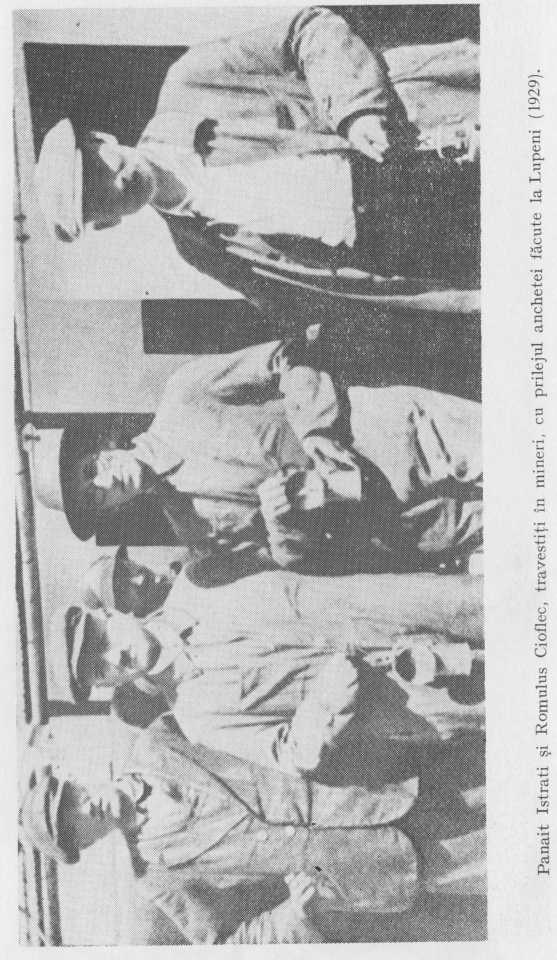 Panait Istrati și Romulus Cioflec, travestiți în mineri, cu prilejul anchetei făcute la Lupeni (1929).